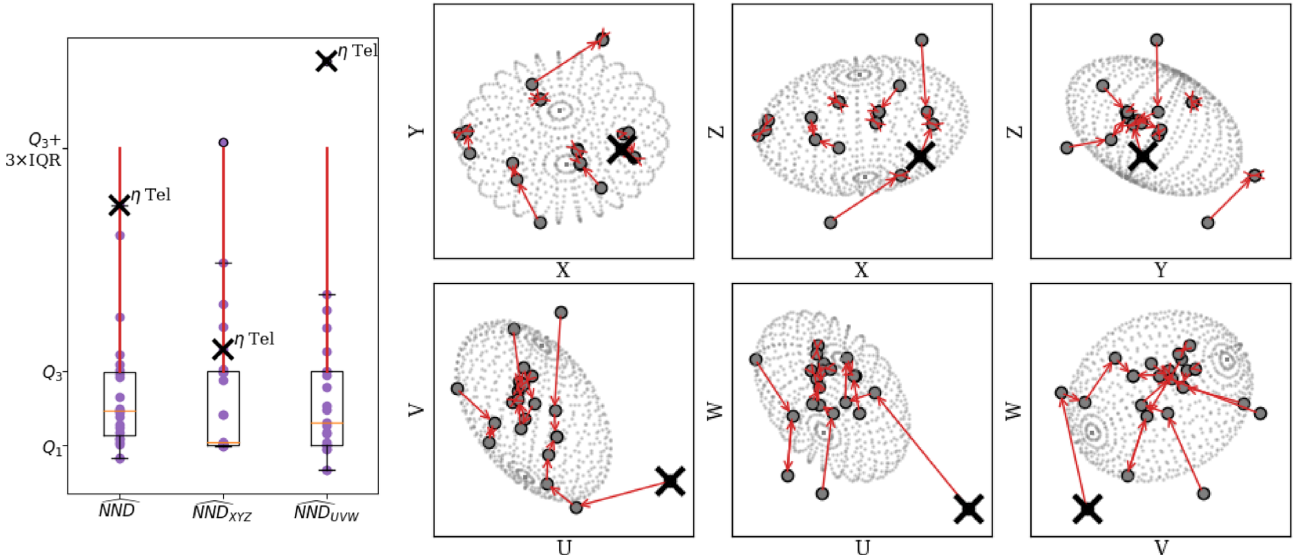 η Tel
Q₃+
3×IQR
η Tel
η Tel
Q₃
Q₁
NND
NND_XYZ
NND_UVW
Y
X
Z
X
Z
Y
V
U
W
U
W
V